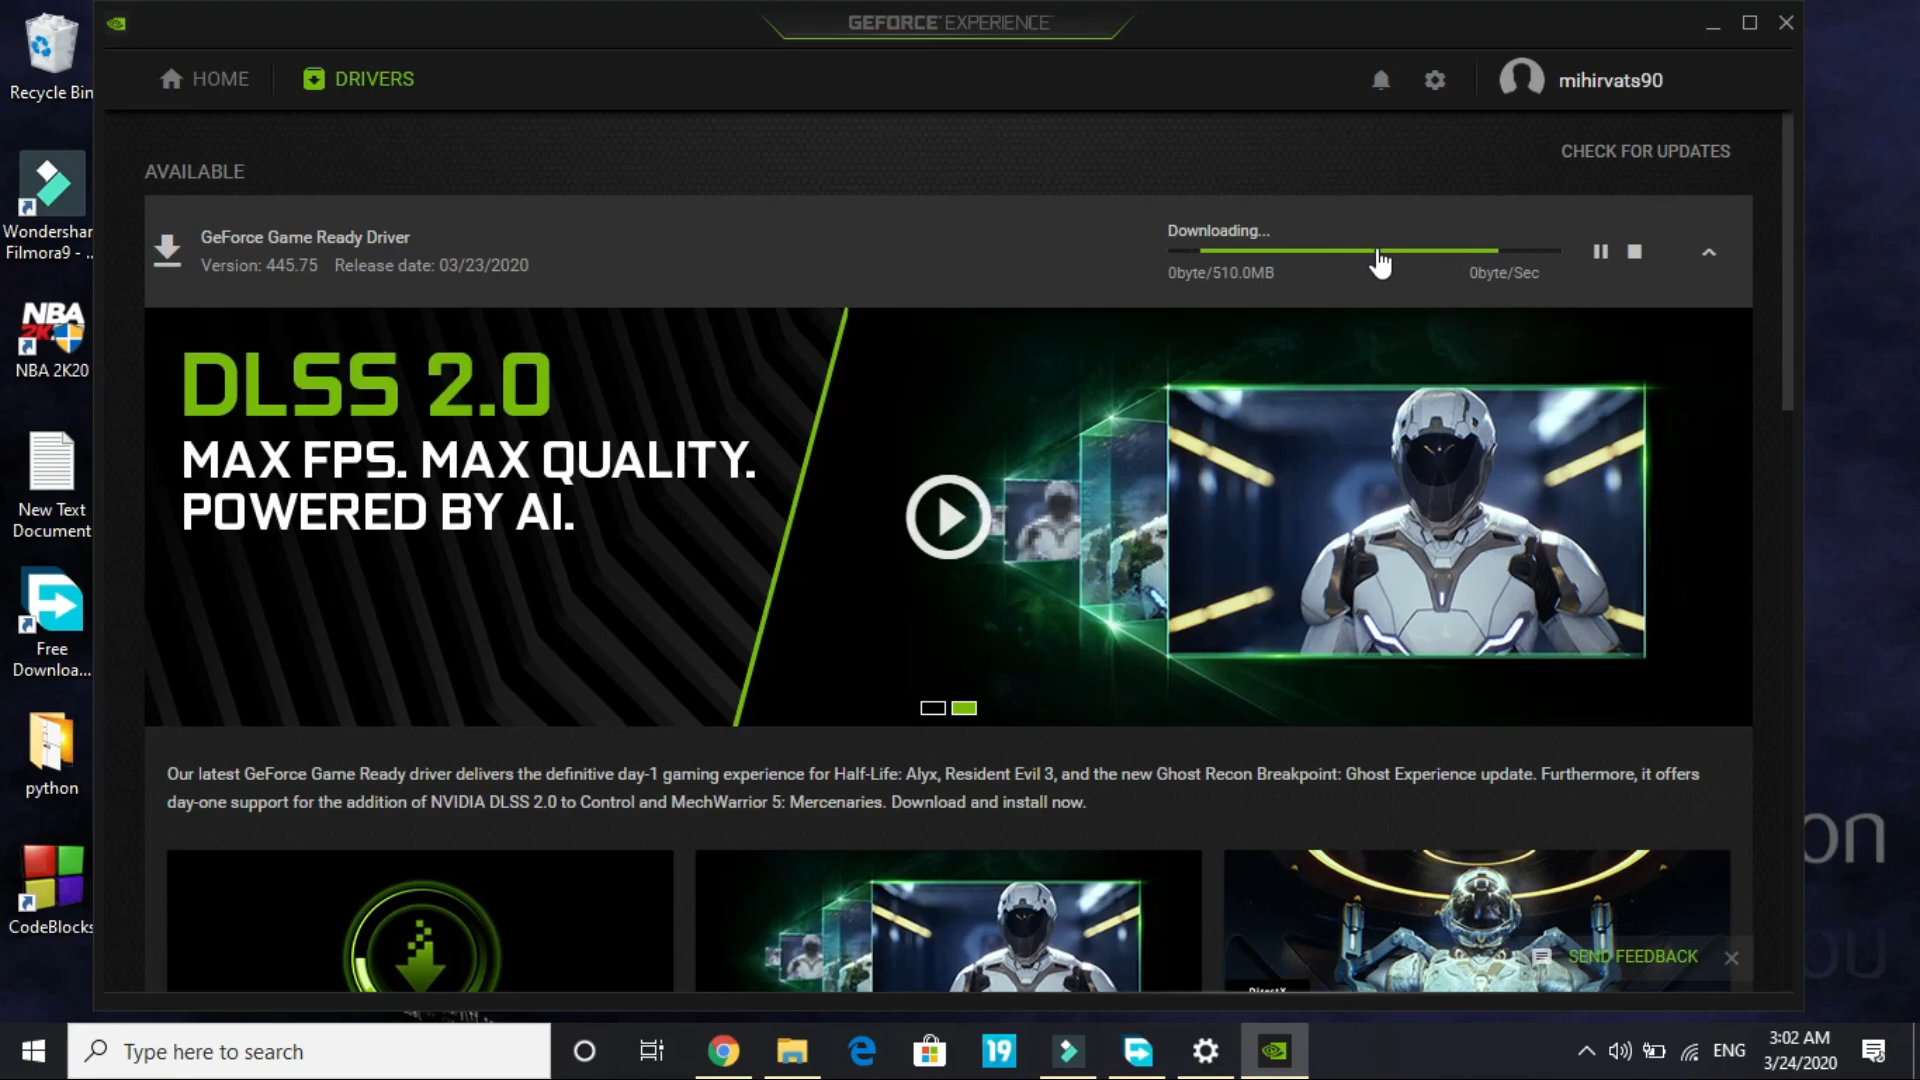 GEFORCE EXPERIENCE
HOME
DRIVERS
mihirvats90
CHECK FOR UPDATES
AVAILABLE
GeForce Game Ready Driver
Version: 445.75 Release date: 03/23/2020
Downloading...
0byte/510.0MB
0byte/Sec
DLSS 2.0
MAX FPS. MAX QUALITY.
POWERED BY AI.
Our latest GeForce Game Ready driver delivers the definitive day-1 gaming experience for Half-Life: Alyx, Resident Evil 3, and the new Ghost Recon Breakpoint: Ghost Experience update. Furthermore, it offers
day-one support for the addition of NVIDIA DLSS 2.0 to Control and MechWarrior 5: Mercenaries. Download and install now.
SEND FEEDBACK
DirectX
Recycle Bin
Wondershar
Filmora9 - ...
NBA
2K
NBA 2K20
New Text
Document
Free
Downloa...
python
CodeBlocks
on
ou
Type here to search
19
ENG
3:02 AM
3/24/2020